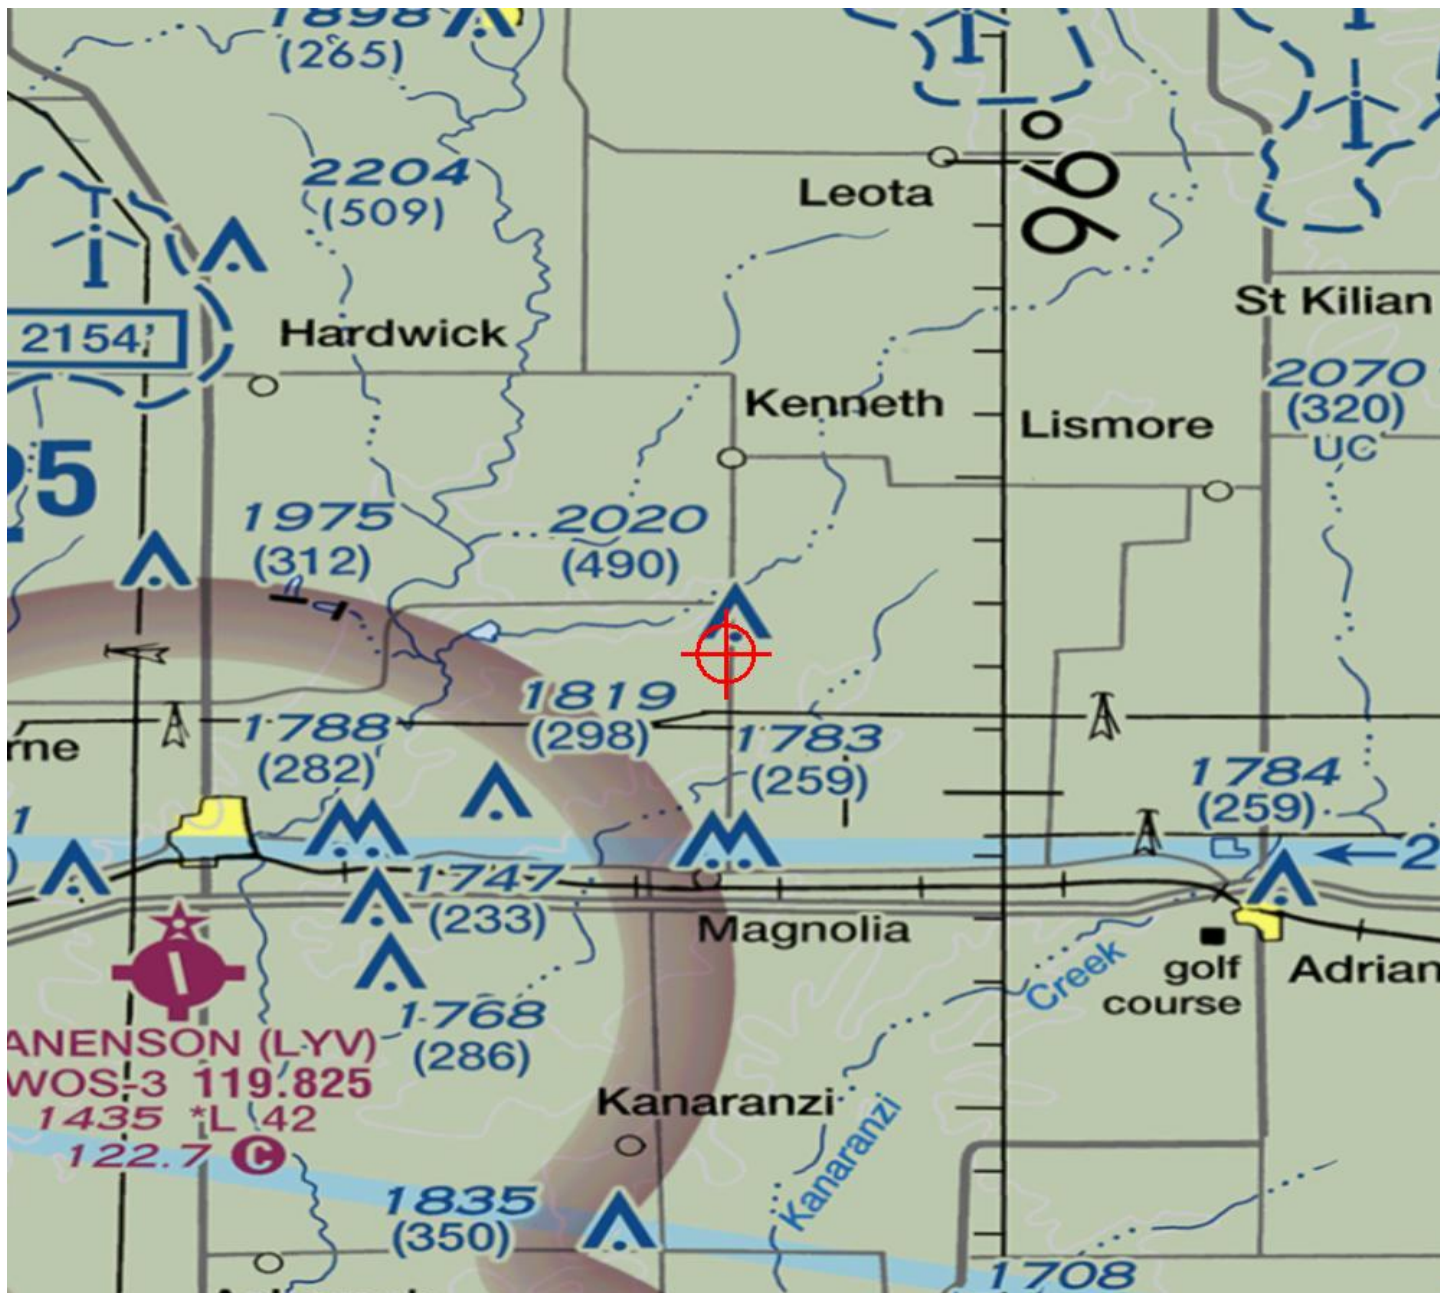 1898
(265)
2204
(509)
Leota
96°
St Kilian
2154'
Hardwick
2070
(320)
UC
Kenneth
Lismore
25
1975
(312)
2020
(490)
1819
(298)
1788
(282)
1783
(259)
rne
1784
(259)
1
)
2
1747
(233)
Magnolia
Creek
golf
course
Adrian
1768
(286)
ANENSON (LYV)
WOS-3 119.825
1435 *L 42
122.7 C
Kanaranzi
Kanaranzi
1835
(350)
1708